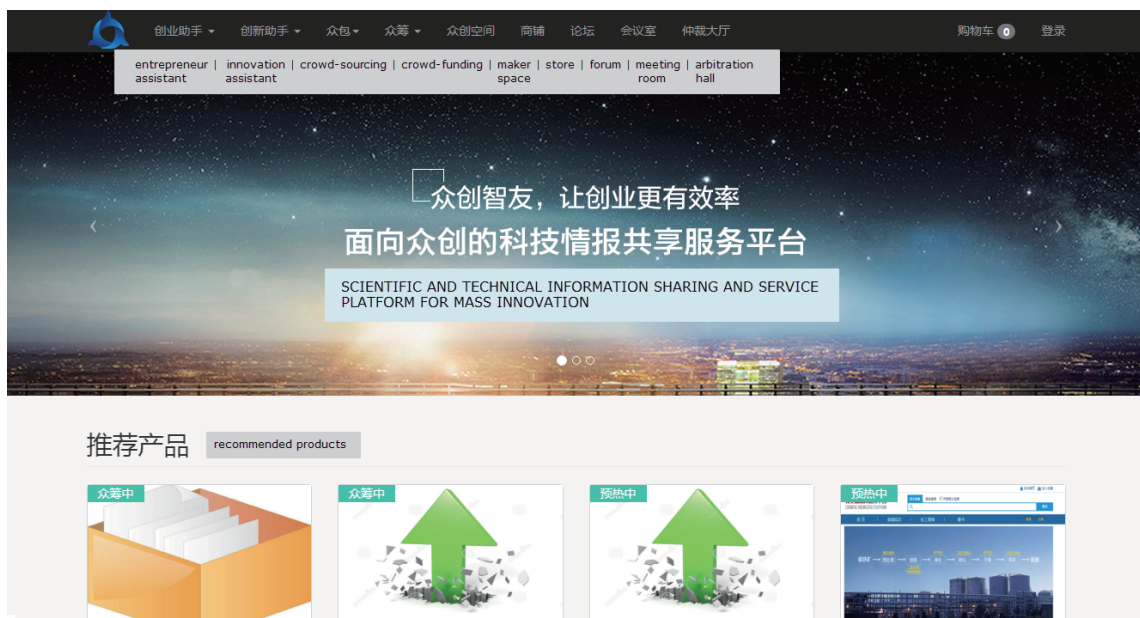 创业助手 创新助手 众包 众筹 众创空间 商铺 论坛 会议室 仲裁大厅 购物车 0 登录
entrepreneur | innovation | crowd-sourcing | crowd-funding | maker | store | forum | meeting | arbitration
assistant assistant space room hall
众创智友，让创业更有效率
面向众创的科技情报共享服务平台
SCIENTIFIC AND TECHNICAL INFORMATION SHARING AND SERVICE
PLATFORM FOR MASS INNOVATION
推荐产品 recommended products
众筹中 众筹中 预热中 预热中